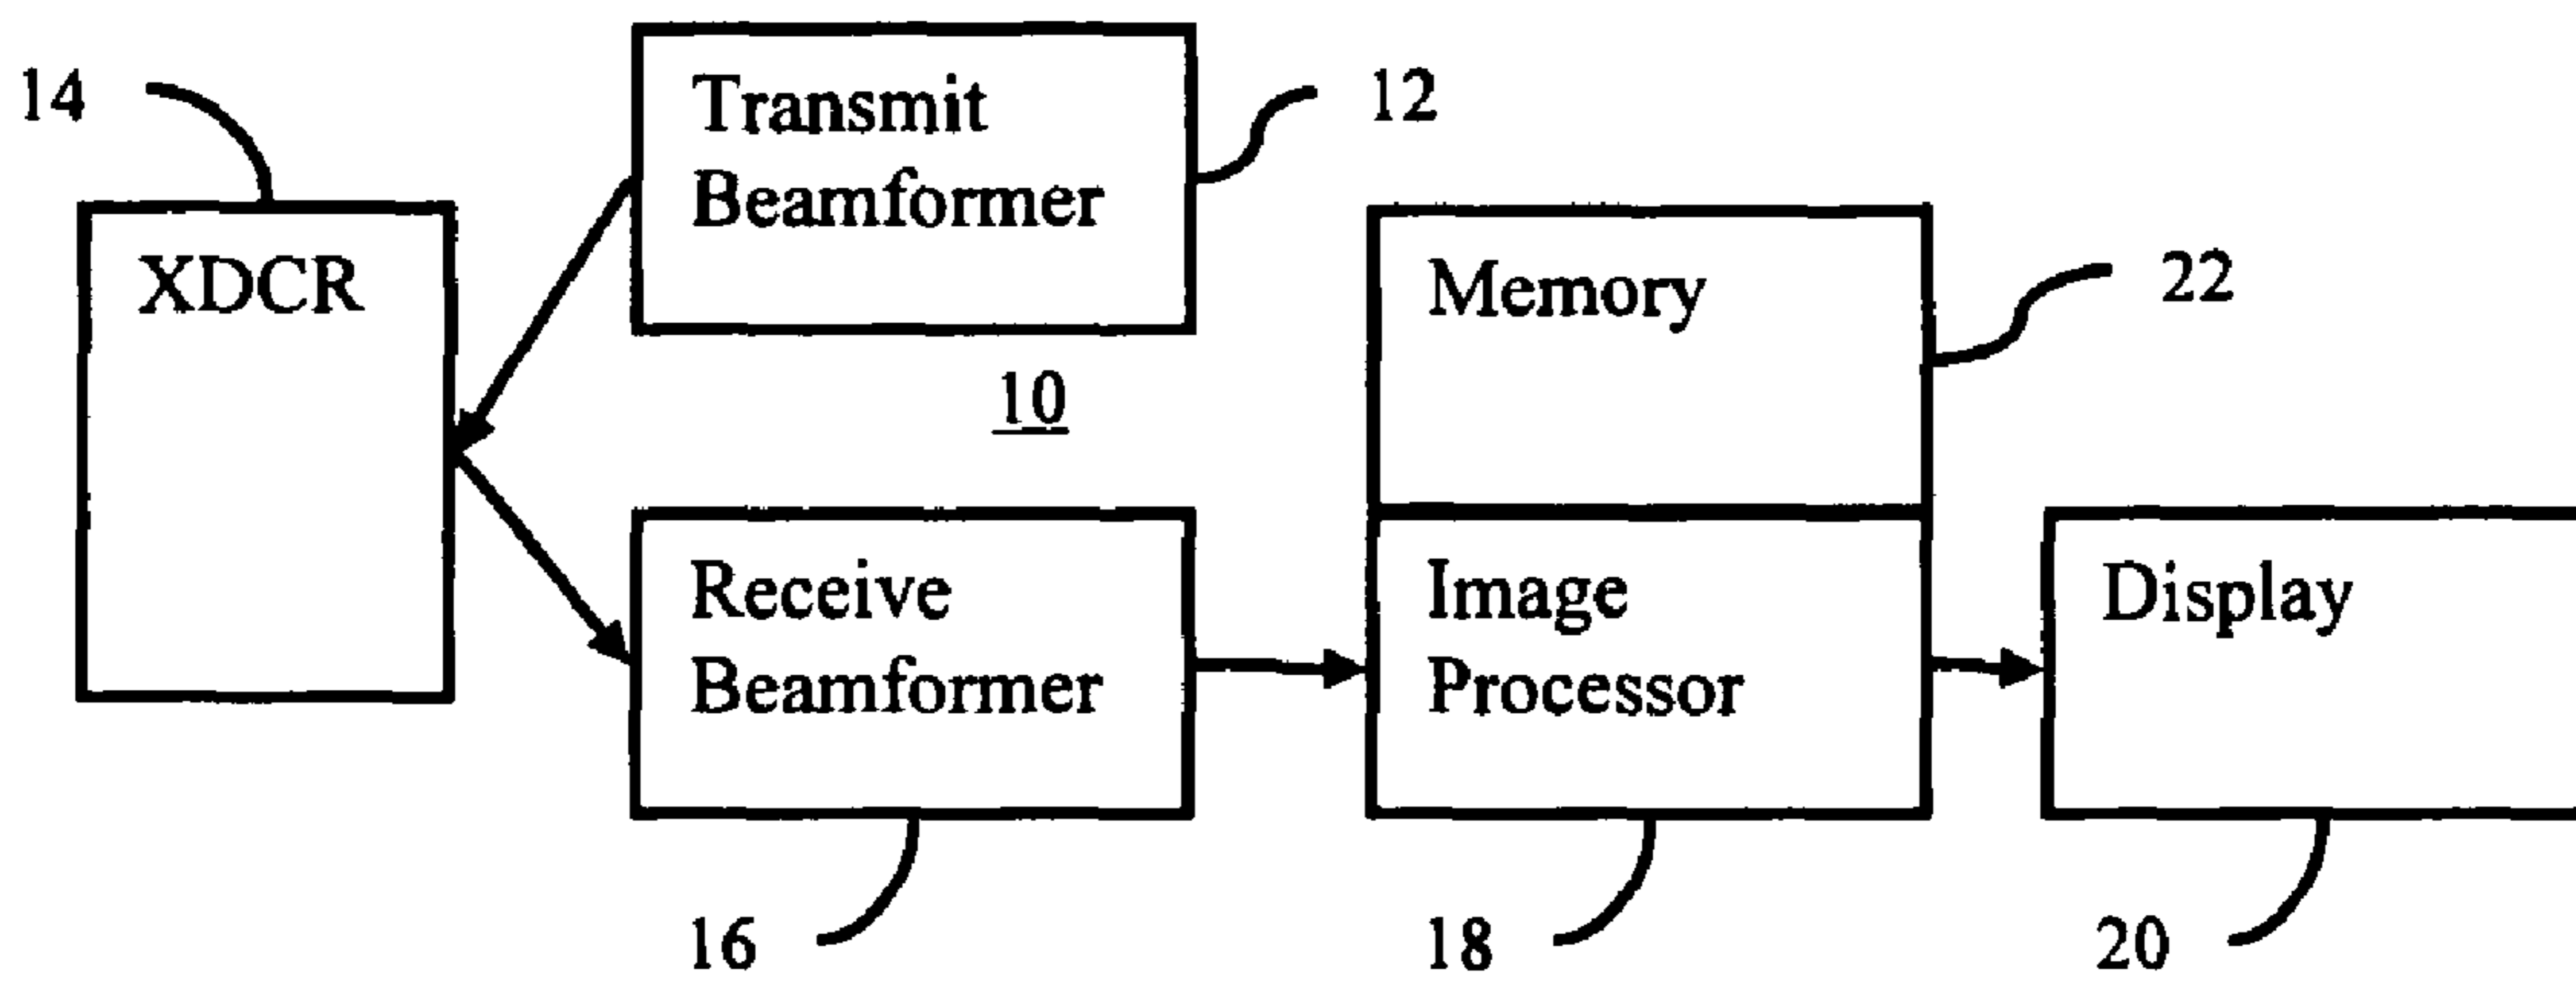 14
XDCR
Transmit
Beamformer
12
10
Memory
22
Receive
Beamformer
Image
Processor
Display
16
18
20